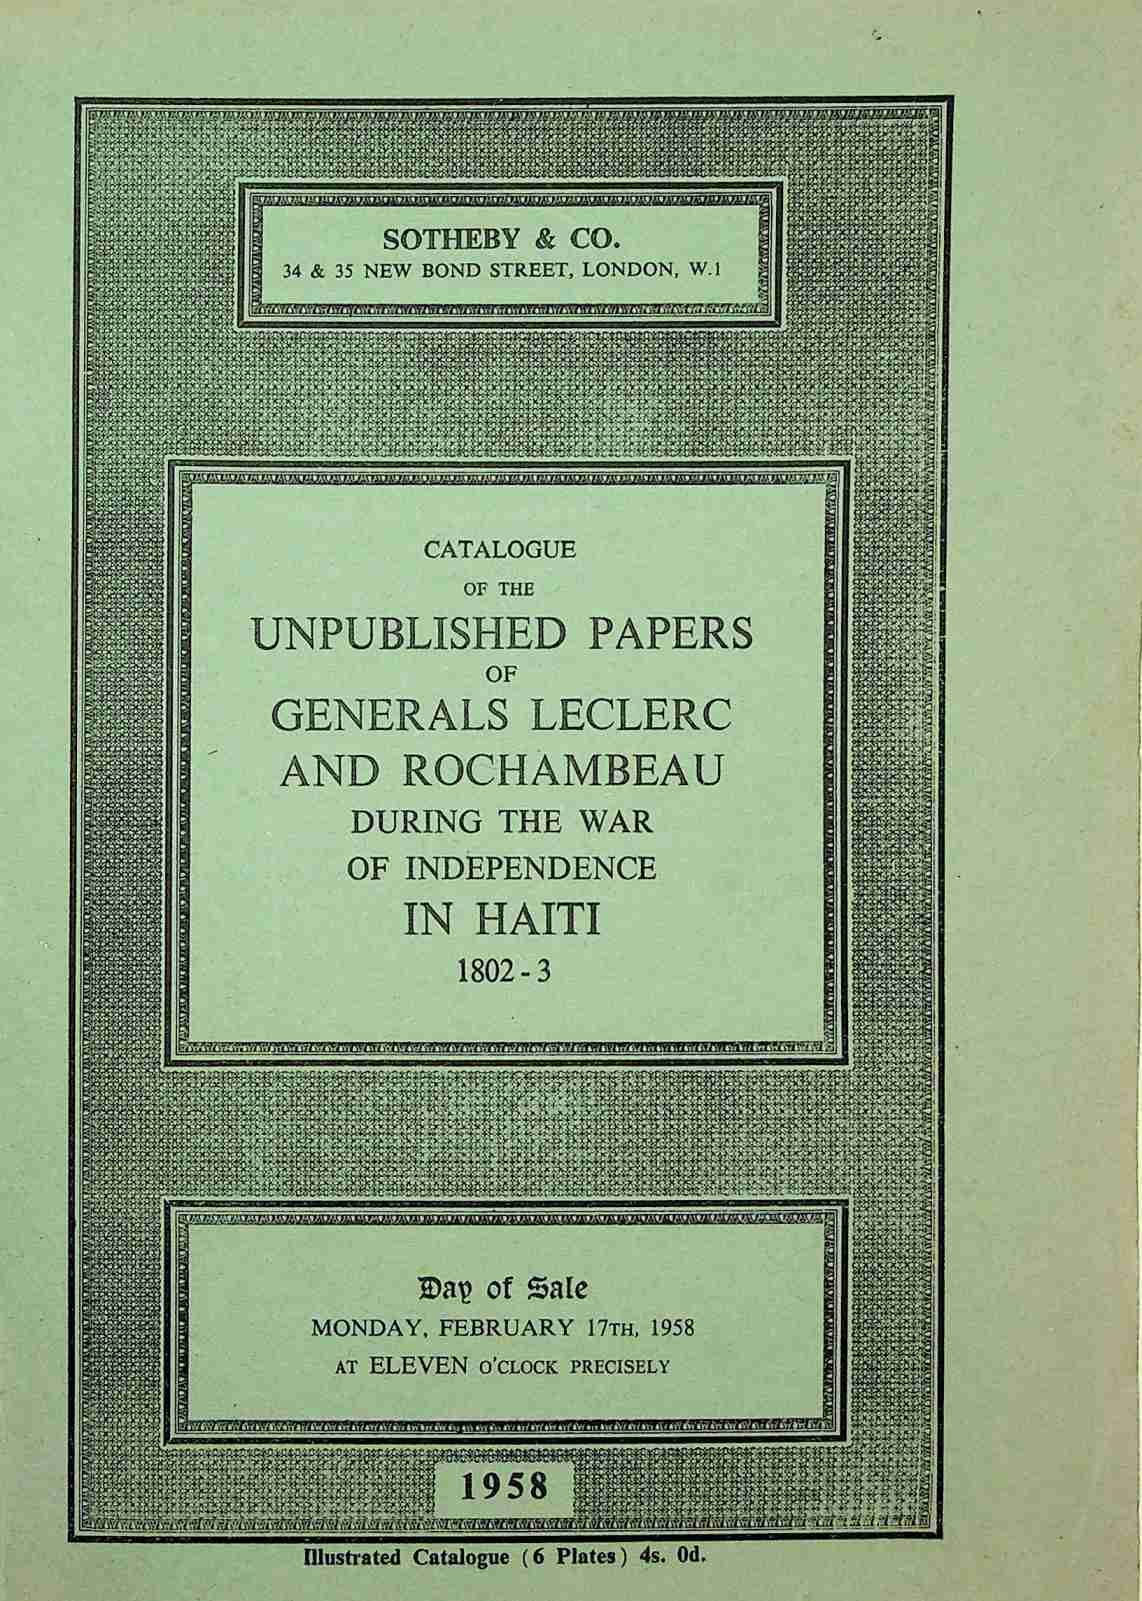 SOTHEBY & CO.
34 & 35 NEW BOND STREET, LONDON, W.1
CATALOGUE
OF THE
UNPUBLISHED PAPERS
OF
GENERALS LECLERC
AND ROCHAMBEAU
DURING THE WAR
OF INDEPENDENCE
IN HAITI
1802-3
Day of Sale
MONDAY, FEBRUARY 17TH, 1958
AT ELEVEN O'CLOCK PRECISELY
1958
Illustrated Catalogue (6 Plates) 4s. 0d.